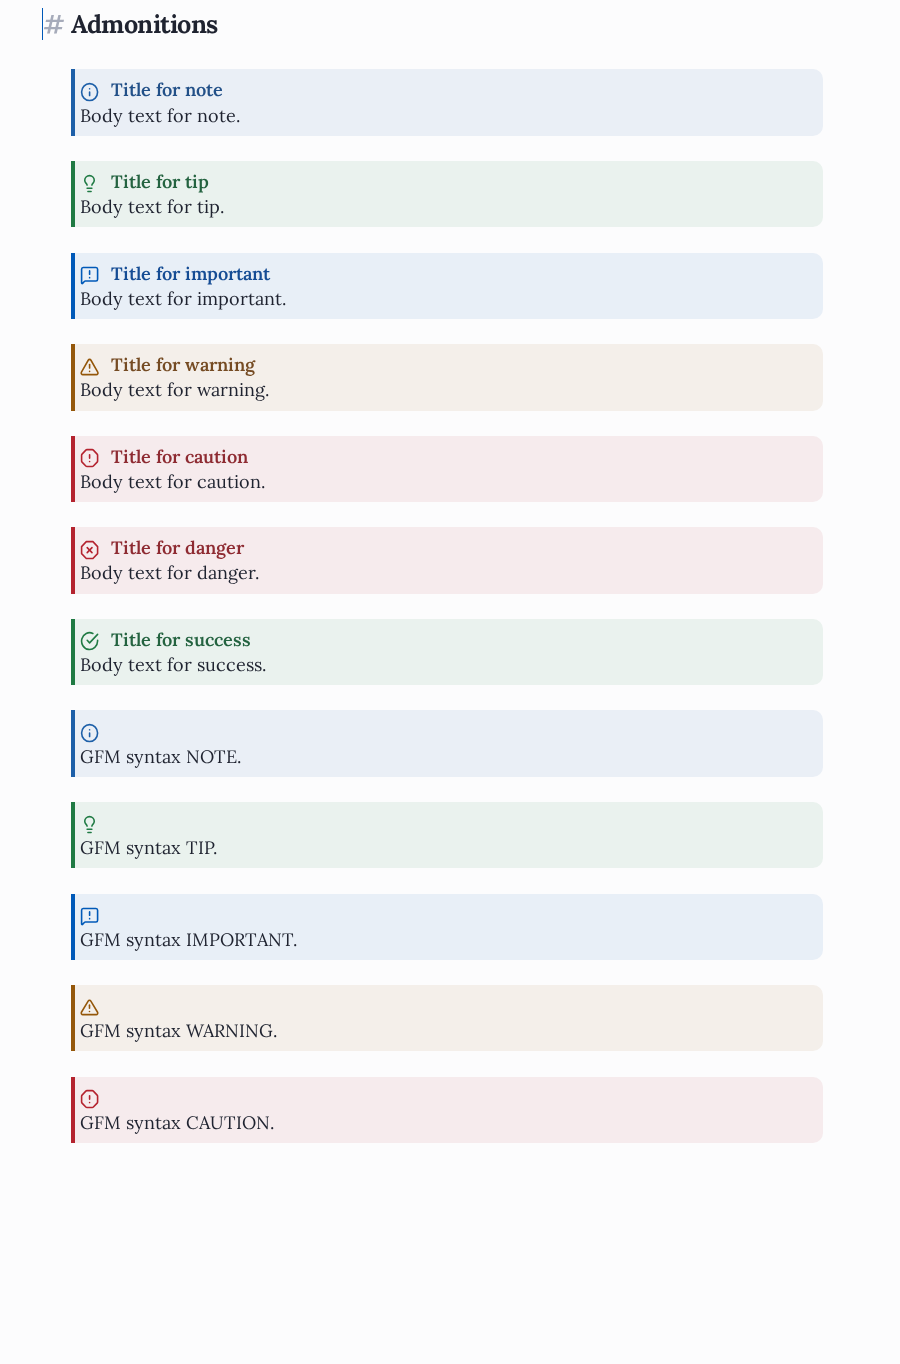 # Admonitions
Title for note
Body text for note.
Title for tip
Body text for tip.
Title for important
Body text for important.
Title for warning
Body text for warning.
Title for caution
Body text for caution.
Title for danger
Body text for danger.
Title for success
Body text for success.
GFM syntax NOTE.
GFM syntax TIP.
GFM syntax IMPORTANT.
GFM syntax WARNING.
GFM syntax CAUTION.